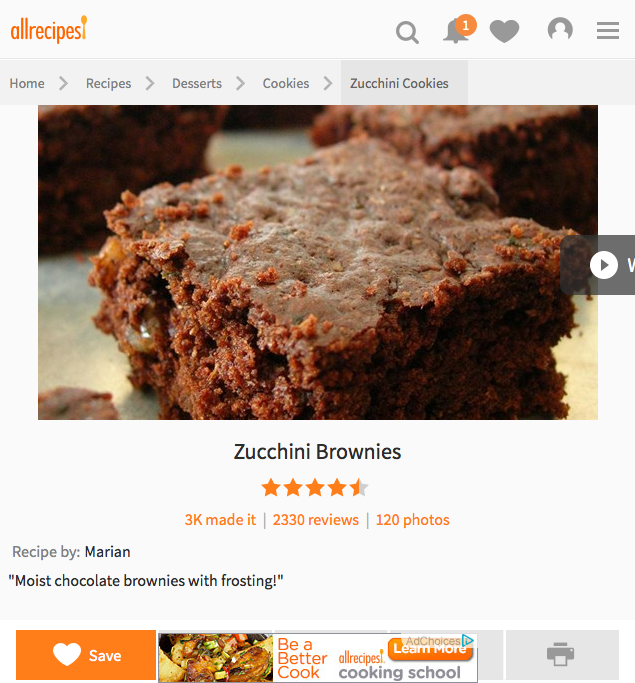 allrecipes
1
Home Recipes Desserts Cookies Zucchini Cookies
Zucchini Brownies
3K made it | 2330 reviews | 120 photos
Recipe by: Marian
"Moist chocolate brownies with frosting!"
Save
Be a
Better
Cook
allrecipes!
cooking school
Learn More
AdChoices